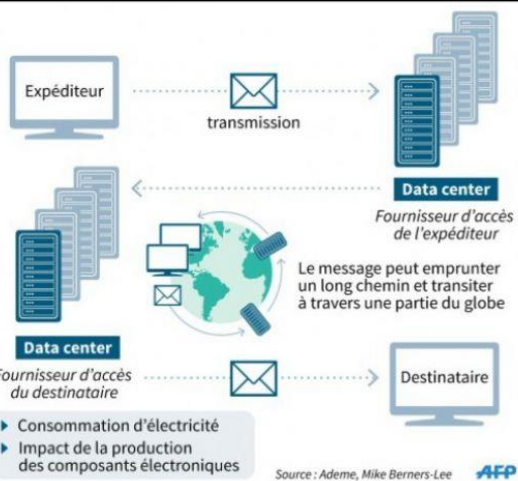 Expéditeur
transmission
Data center
Fournisseur d'accès
de l'expéditeur
Le message peut emprunter
un long chemin et transiter
à travers une partie du globe
Data center
Fournisseur d'accès
du destinataire
Destinataire
Consommation d'électricité
Impact de la production
des composants électroniques
Source : Ademe, Mike Berners-Lee
AFP